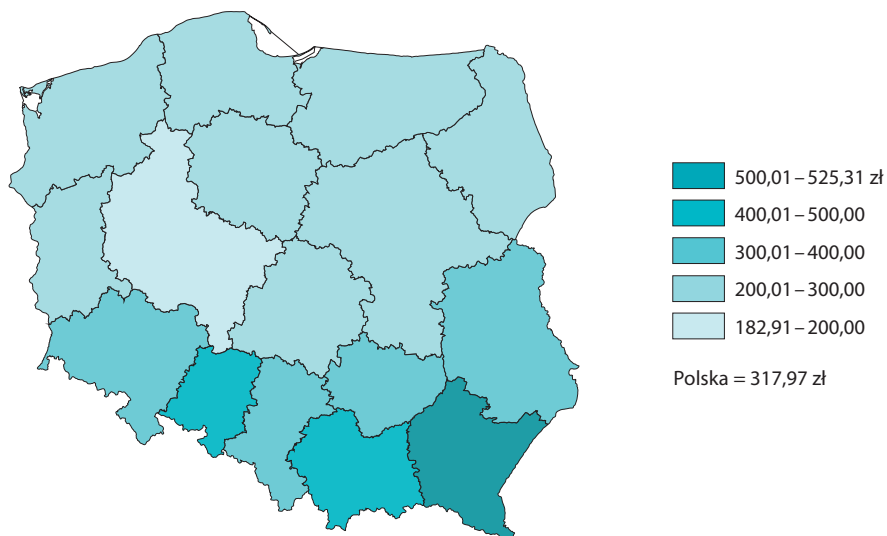 500,01 – 525,31 zł
400,01 – 500,00
300,01 – 400,00
200,01 – 300,00
182,91 – 200,00
Polska = 317,97 zł